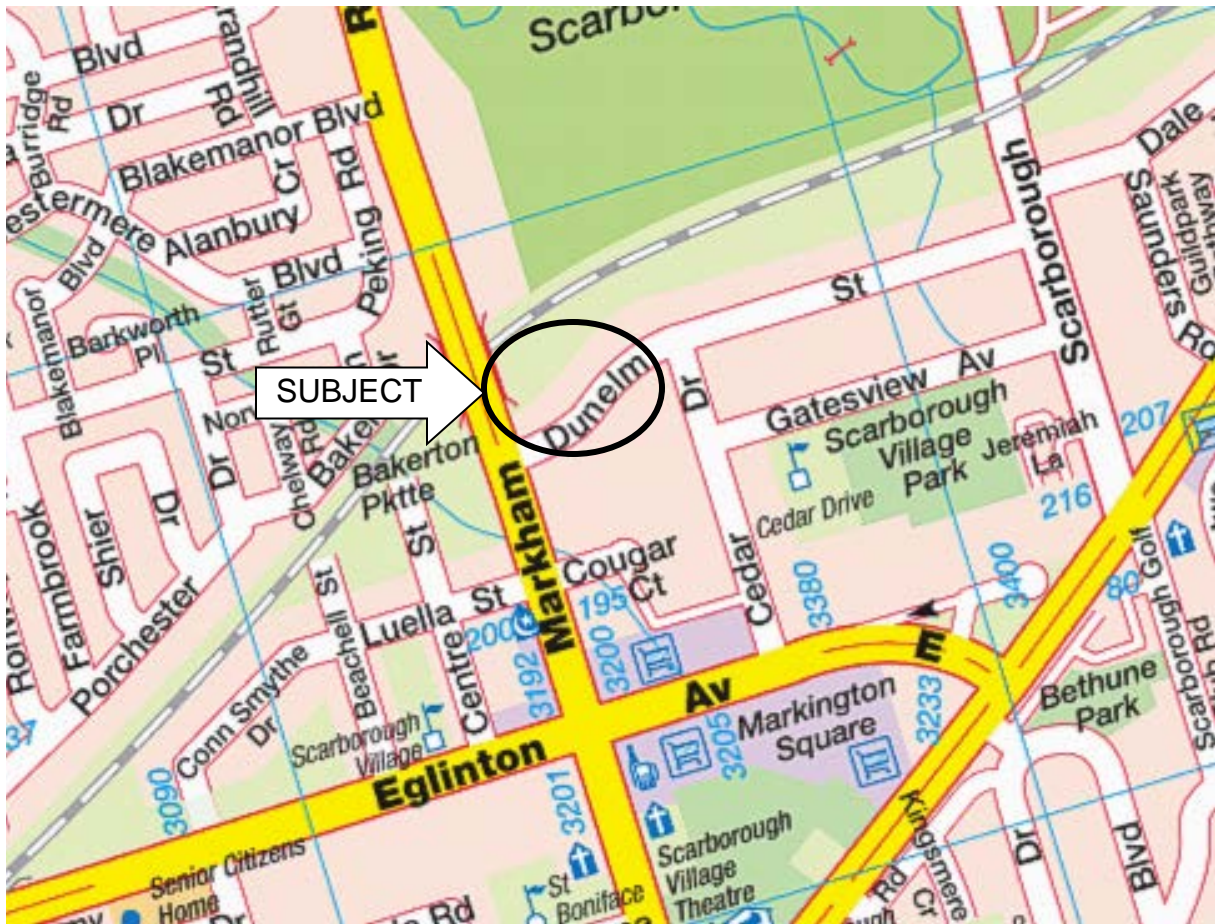 Scarborough
Blvd
Burridge
Rd
Dr
Rd
Blakemanor Blvd
Cr
Alanbury
Peking Rd
Blvd
Blvd
Blakemanor
Barkworth
Pl
St
Rutter
Gt
SUBJECT
Dunelm
St
Dr
Gatesview Av
Scarborough
Dale
Saunders
Guildpark
Scarborough
Village
Park
Jeremiah
La
207
216
Cedar Drive
Cedar
Bakerton
Pktte
Markham
Chelway
Rd
Dr
Farmbrook
Shier
Dr
Porchester
St
Centre
Luella St
Beachell St
Conn Smythe
Dr
Cougar
Ct
195
200
3192
3200
3380
3400
80
Scarborough Golf
Eglinton
Av
E
Scarborough
Village
3090
3201
3205
3233
Markington
Square
Bethune
Park
Kingsmere
Cr
Rd
Dr
Blvd
Senior Citizens
Home
Dr
Rd
St
Boniface
Scarborough
Village
Theatre